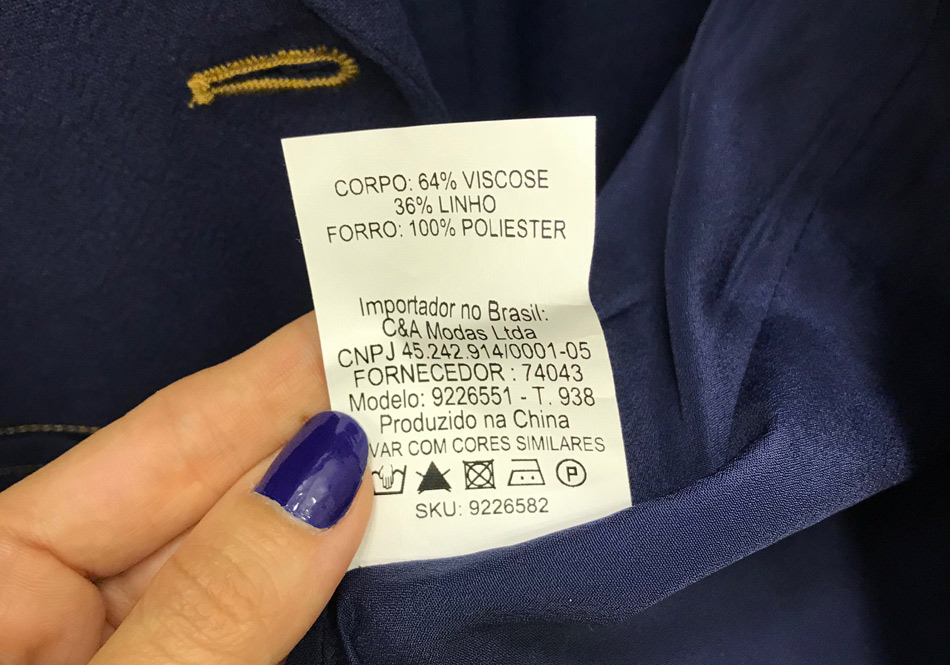 CORPO: 64% VISCOSE
36% LINHO
FORRO: 100% POLIESTER
Importador no Brasil:
C&A Modas Ltda
CNPJ 45.242.914/0001-05
FORNECEDOR : 74043
Modelo: 9226551 - T. 938
Produzido na China
COM CORES SIMILARES
P
SKU: 9226582